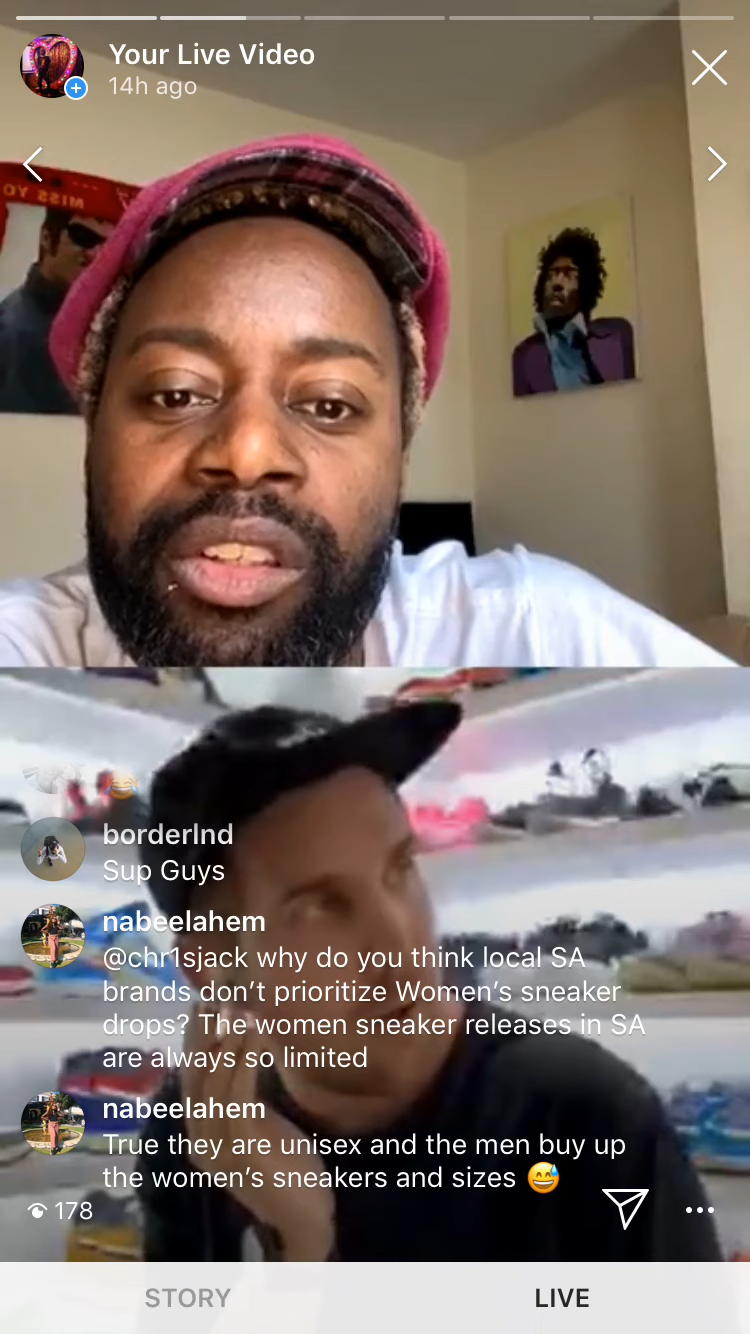 Your Live Video
14h ago
MISS YO
borderlnd
Sup Guys
nabeelahem
@chr1sjack why do you think local SA
brands don't prioritize Women's sneaker
drops? The women sneaker releases in SA
are always so limited
nabeelahem
True they are unisex and the men buy up
the women's sneakers and sizes 😅
178
STORY
LIVE